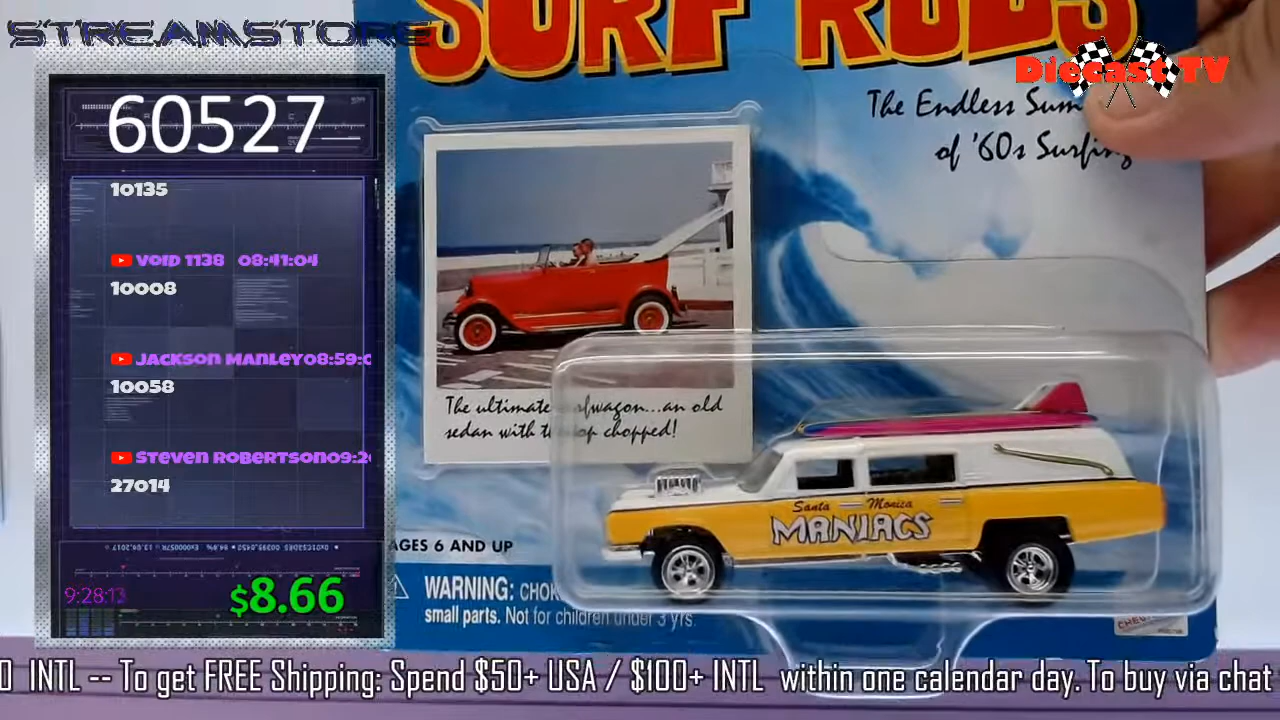 STREAMSTORE
60527
10135
Void 1138 08:41:04
10008
Jackson Manley08:59:0
10058
Steven Robertson09:2
27014
9:28:13
$8.66
SURF RODS
Diecast TV
The Endless Sum
of '60s Surfing
The ultimate surfwagon...an old
sedan with the top chopped!
Santa Monica
MANIACS
AGES 6 AND UP
WARNING: CHOK
small parts. Not for children under 3 yrs.
0 INTL -- To get FREE Shipping: Spend $50+ USA / $100+ INTL within one calendar day. To buy via chat